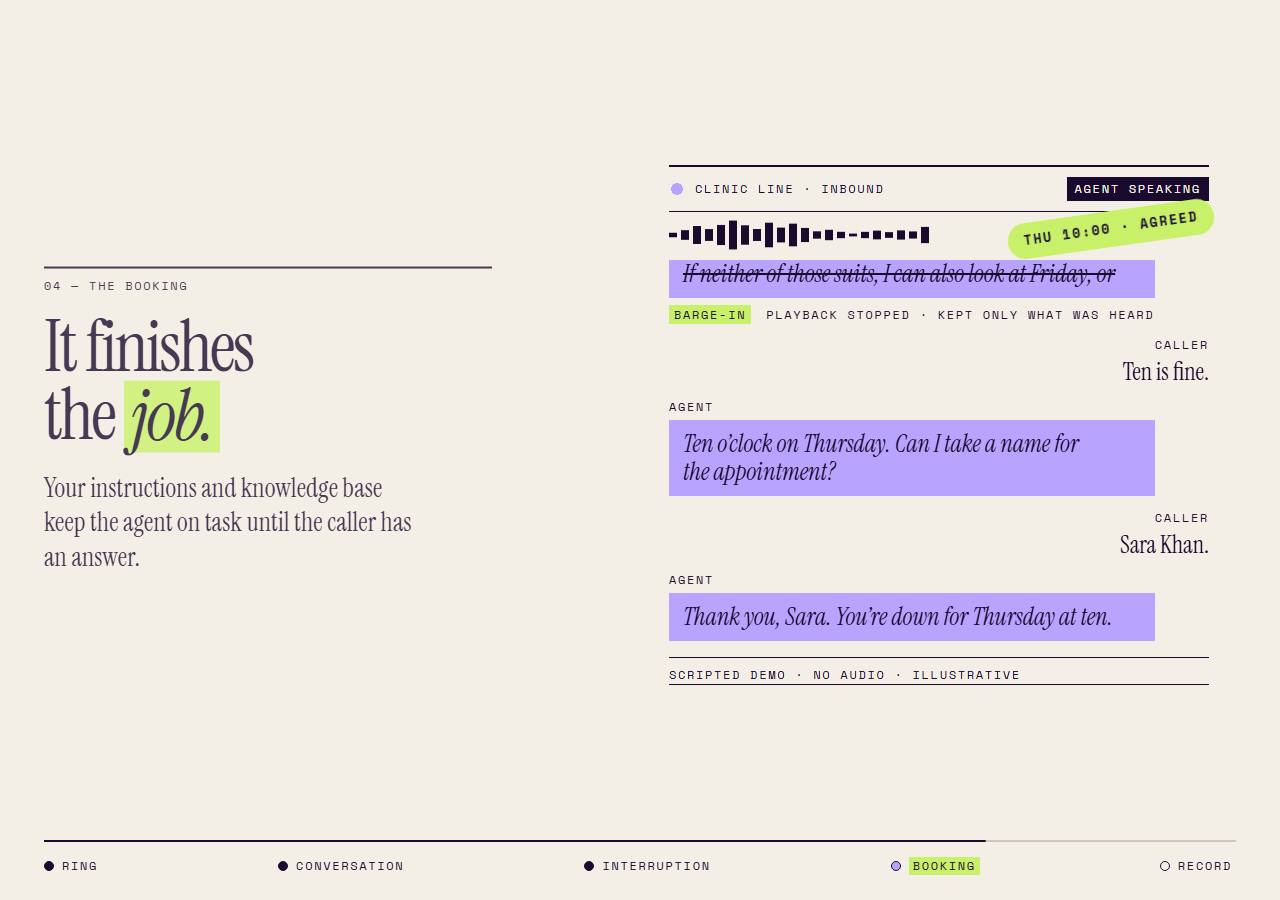 04 — THE BOOKING
It finishes
the job.
Your instructions and knowledge base
keep the agent on task until the caller has
an answer.
CLINIC LINE · INBOUND
AGENT SPEAKING
THU 10:00 · AGREED
If neither of those suits, I can also look at Friday, or
BARGE-IN PLAYBACK STOPPED · KEPT ONLY WHAT WAS HEARD
CALLER
Ten is fine.
AGENT
Ten o’clock on Thursday. Can I take a name for
the appointment?
CALLER
Sara Khan.
AGENT
Thank you, Sara. You’re down for Thursday at ten.
SCRIPTED DEMO · NO AUDIO · ILLUSTRATIVE
RING
CONVERSATION
INTERRUPTION
BOOKING
RECORD